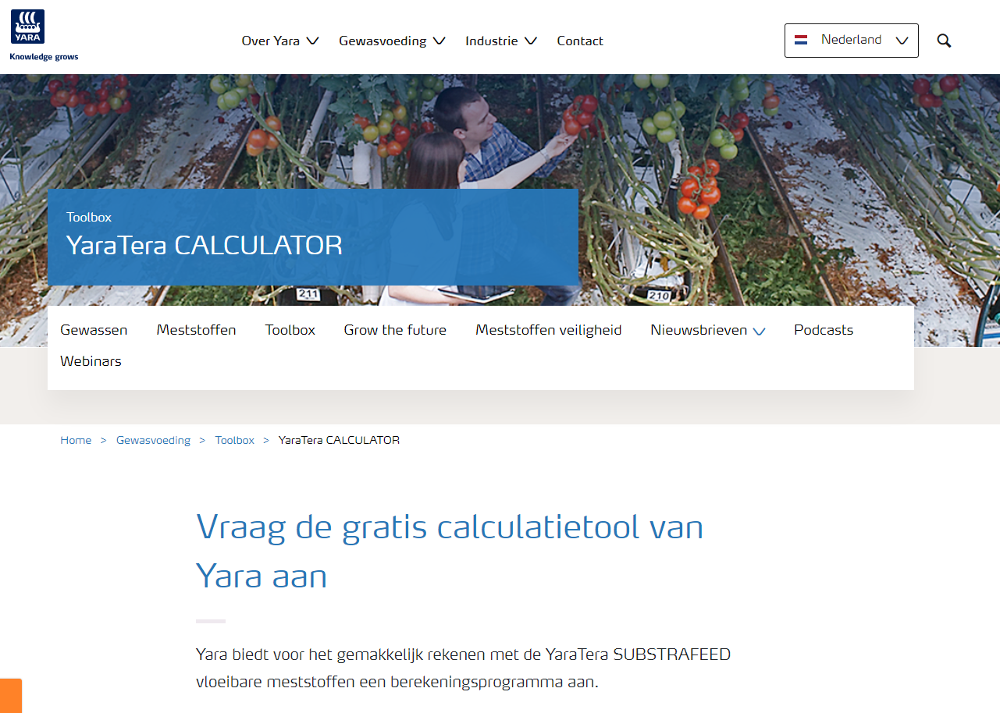 YARA
Knowledge grows
Over Yara
Gewasvoeding
Industrie
Contact
Nederland
Toolbox
YaraTera CALCULATOR
211
210
Gewassen
Meststoffen
Toolbox
Grow the future
Meststoffen veiligheid
Nieuwsbrieven
Podcasts
Webinars
Home > Gewasvoeding > Toolbox > YaraTera CALCULATOR
Vraag de gratis calculatietool van
Yara aan
Yara biedt voor het gemakkelijk rekenen met de YaraTera SUBSTRAFEED
vloeibare meststoffen een berekeningsprogramma aan.